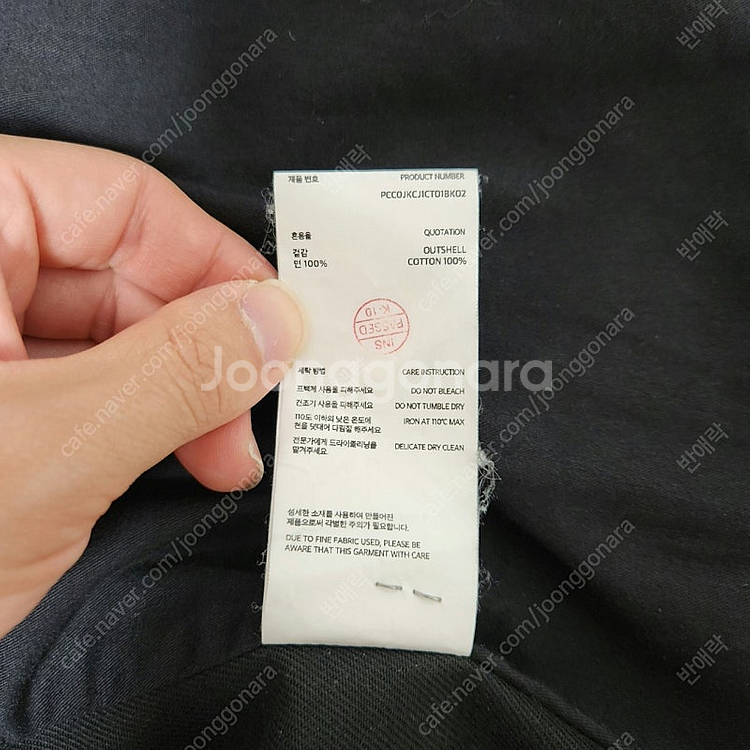 제품 번호 PRODUCT NUMBER
PCC0JKCJICT01BK02
혼용율 QUOTATION
겉감 OUTSHELL
면 100% COTTON 100%
K-10
PASSED
INS
세탁 방법 CARE INSTRUCTION
표백제 사용을 피해주세요 DO NOT BLEACH
건조기 사용을 피해주세요 DO NOT TUMBLE DRY
110도 이하의 낮은 온도에 IRON AT 110℃ MAX
천을 덧대어 다림질 해주세요
전문가에게 드라이클리닝을 DELICATE DRY CLEAN
맡겨주세요.
섬세한 소재를 사용하여 만들어진
제품으로써 각별한 주의가 필요합니다.
DUE TO FINE FABRIC USED, PLEASE BE
AWARE THAT THIS GARMENT WITH CARE
Joonggonara
cafe.naver.com/joonggonara
반애락